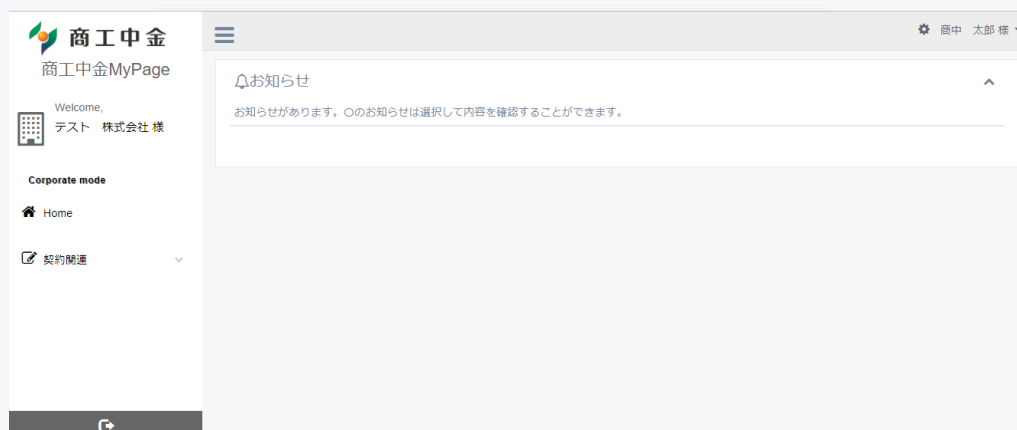 商工中金
商工中金MyPage
Welcome,
テスト　株式会社 様
Corporate mode
Home
契約関連
商中　太郎 様
お知らせ
お知らせがあります。〇のお知らせは選択して内容を確認することができます。